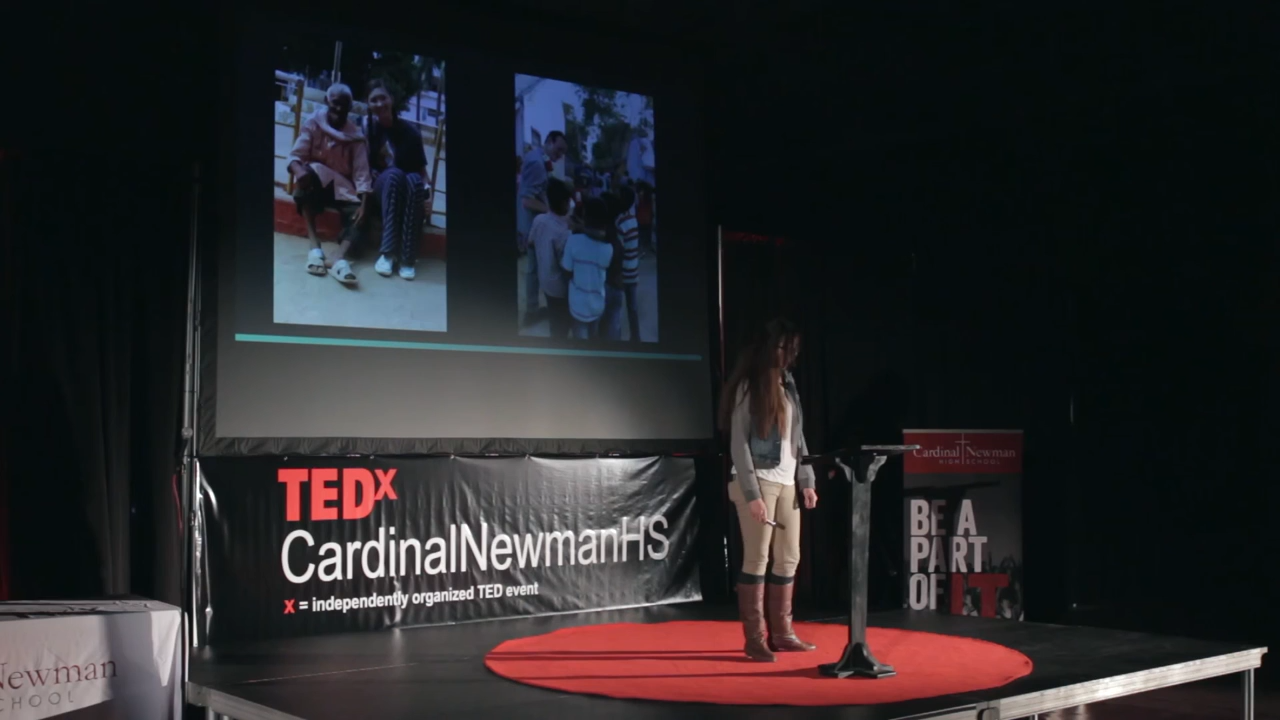 TEDx
CardinalNewmanHS
x = independently organized TED event
Cardinal Newman
HIGH SCHOOL
BE A
PART
OF IT
Newman
SCHOOL